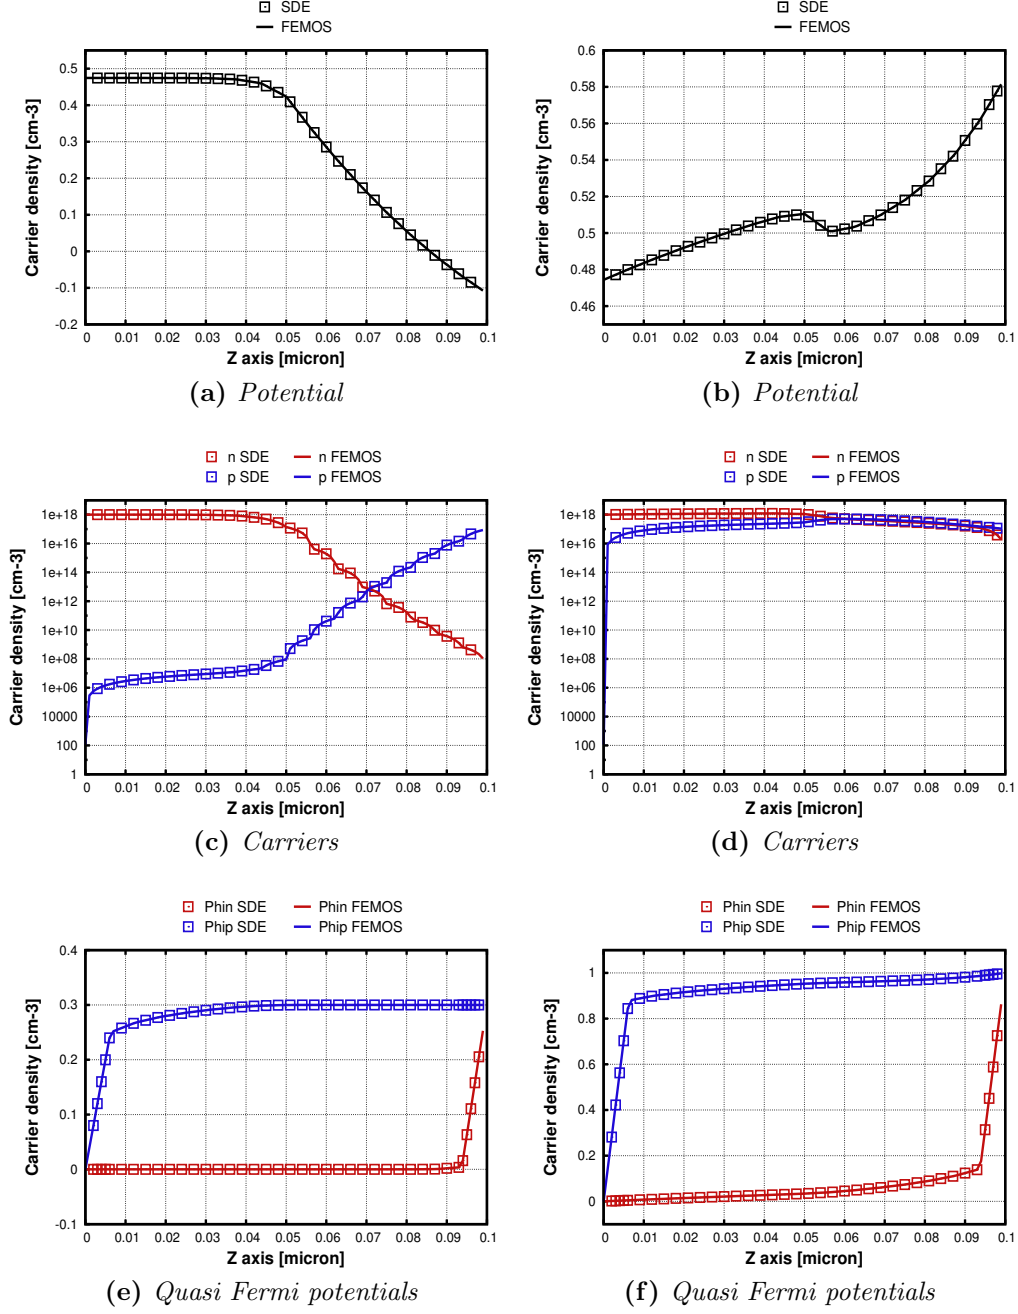 SDE
FEMOS
Carrier density [cm-3]
0.5
0.4
0.3
0.2
0.1
0
-0.1
-0.2
0 0.01 0.02 0.03 0.04 0.05 0.06 0.07 0.08 0.09 0.1
Z axis [micron]
(a) Potential
SDE
FEMOS
Carrier density [cm-3]
0.6
0.58
0.56
0.54
0.52
0.5
0.48
0.46
0 0.01 0.02 0.03 0.04 0.05 0.06 0.07 0.08 0.09 0.1
Z axis [micron]
(b) Potential
n SDE n FEMOS
p SDE p FEMOS
Carrier density [cm-3]
1e+18
1e+16
1e+14
1e+12
1e+10
1e+08
1e+06
10000
100
1
0 0.01 0.02 0.03 0.04 0.05 0.06 0.07 0.08 0.09 0.1
Z axis [micron]
(c) Carriers
n SDE n FEMOS
p SDE p FEMOS
Carrier density [cm-3]
1e+18
1e+16
1e+14
1e+12
1e+10
1e+08
1e+06
10000
100
1
0 0.01 0.02 0.03 0.04 0.05 0.06 0.07 0.08 0.09 0.1
Z axis [micron]
(d) Carriers
Phin SDE Phin FEMOS
Phip SDE Phip FEMOS
Carrier density [cm-3]
0.4
0.3
0.2
0.1
0
-0.1
0 0.01 0.02 0.03 0.04 0.05 0.06 0.07 0.08 0.09 0.1
Z axis [micron]
(e) Quasi Fermi potentials
Phin SDE Phin FEMOS
Phip SDE Phip FEMOS
Carrier density [cm-3]
1
0.8
0.6
0.4
0.2
0
0 0.01 0.02 0.03 0.04 0.05 0.06 0.07 0.08 0.09 0.1
Z axis [micron]
(f) Quasi Fermi potentials